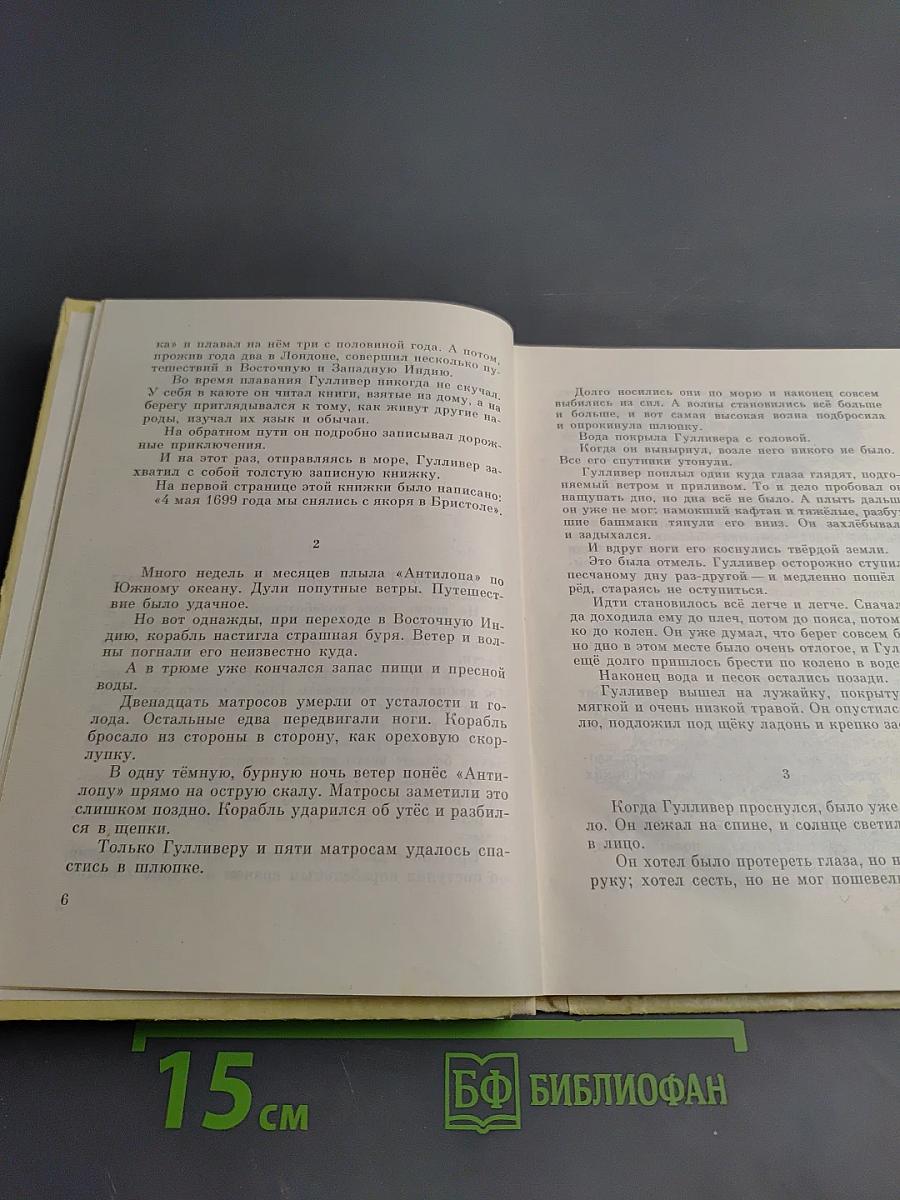 ка» и плавал на нём три с половиной года. А потом,
прожив года два в Лондоне, совершил несколько пу-
тешествий в Восточную и Западную Индию.
Во время плавания Гулливер никогда не скучал.
У себя в каюте он читал книги, взятые из дому, а на
берегу приглядывался к тому, как живут другие на-
роды, изучал их язык и обычаи.
На обратном пути он подробно записывал дорож-
ные приключения.
И на этот раз, отправляясь в море, Гулливер за-
хватил с собой толстую записную книжку.
На первой странице этой книжки было написано:
«4 мая 1699 года мы снялись с якоря в Бристоле».
2
Много недель и месяцев плыла «Антилопа» по
Южному океану. Дули попутные ветры. Путешест-
вие было удачное.
Но вот однажды, при переходе в Восточную Ин-
дию, корабль настигла страшная буря. Ветер и вол-
ны погнали его неизвестно куда.
А в трюме уже кончался запас пищи и пресной
воды.
Двенадцать матросов умерли от усталости и го-
лода. Остальные едва передвигали ноги. Корабль
бросало из стороны в сторону, как ореховую скор-
лупку.
В одну тёмную, бурную ночь ветер понёс «Анти-
лопу» прямо на острую скалу. Матросы заметили это
слишком поздно. Корабль ударился об утёс и разбил-
ся в щепки.
Только Гулливеру и пяти матросам удалось спа-
стись в шлюпке.
6
Долго носились они по морю и наконец совсем
выбились из сил. А волны становились всё больше
и больше, и вот самая высокая волна подбросила
и опрокинула шлюпку.
Вода покрыла Гулливера с головой.
Когда он вынырнул, возле него никого не было.
Все его спутники утонули.
Гулливер поплыл один куда глаза глядят, подго-
няемый ветром и приливом. То и дело пробовал он
нащупать дно, но дна всё не было. А плыть дальш
он уже не мог: намокший кафтан и тяжёлые, разбу
шие башмаки тянули его вниз. Он захлёбывал
и задыхался.
И вдруг ноги его коснулись твёрдой земли.
Это была отмель. Гулливер осторожно ступил
песчаному дну раз-другой — и медленно пошёл
рёд, стараясь не оступиться.
Идти становилось всё легче и легче. Сначал
да доходила ему до плеч, потом до пояса, потом
ко до колен. Он уже думал, что берег совсем б
но дно в этом месте было очень отлогое, и Гул
ещё долго пришлось брести по колено в воде
Наконец вода и песок остались позади.
Гулливер вышел на лужайку, покрыту
мягкой и очень низкой травой. Он опустилс
лю, подложил под щёку ладонь и крепко зас
3
Когда Гулливер проснулся, было уже
ло. Он лежал на спине, и солнце светил
в лицо.
Он хотел было протереть глаза, но н
руку; хотел сесть, но не мог пошевель
15 см
БФ БИБЛИОФАН